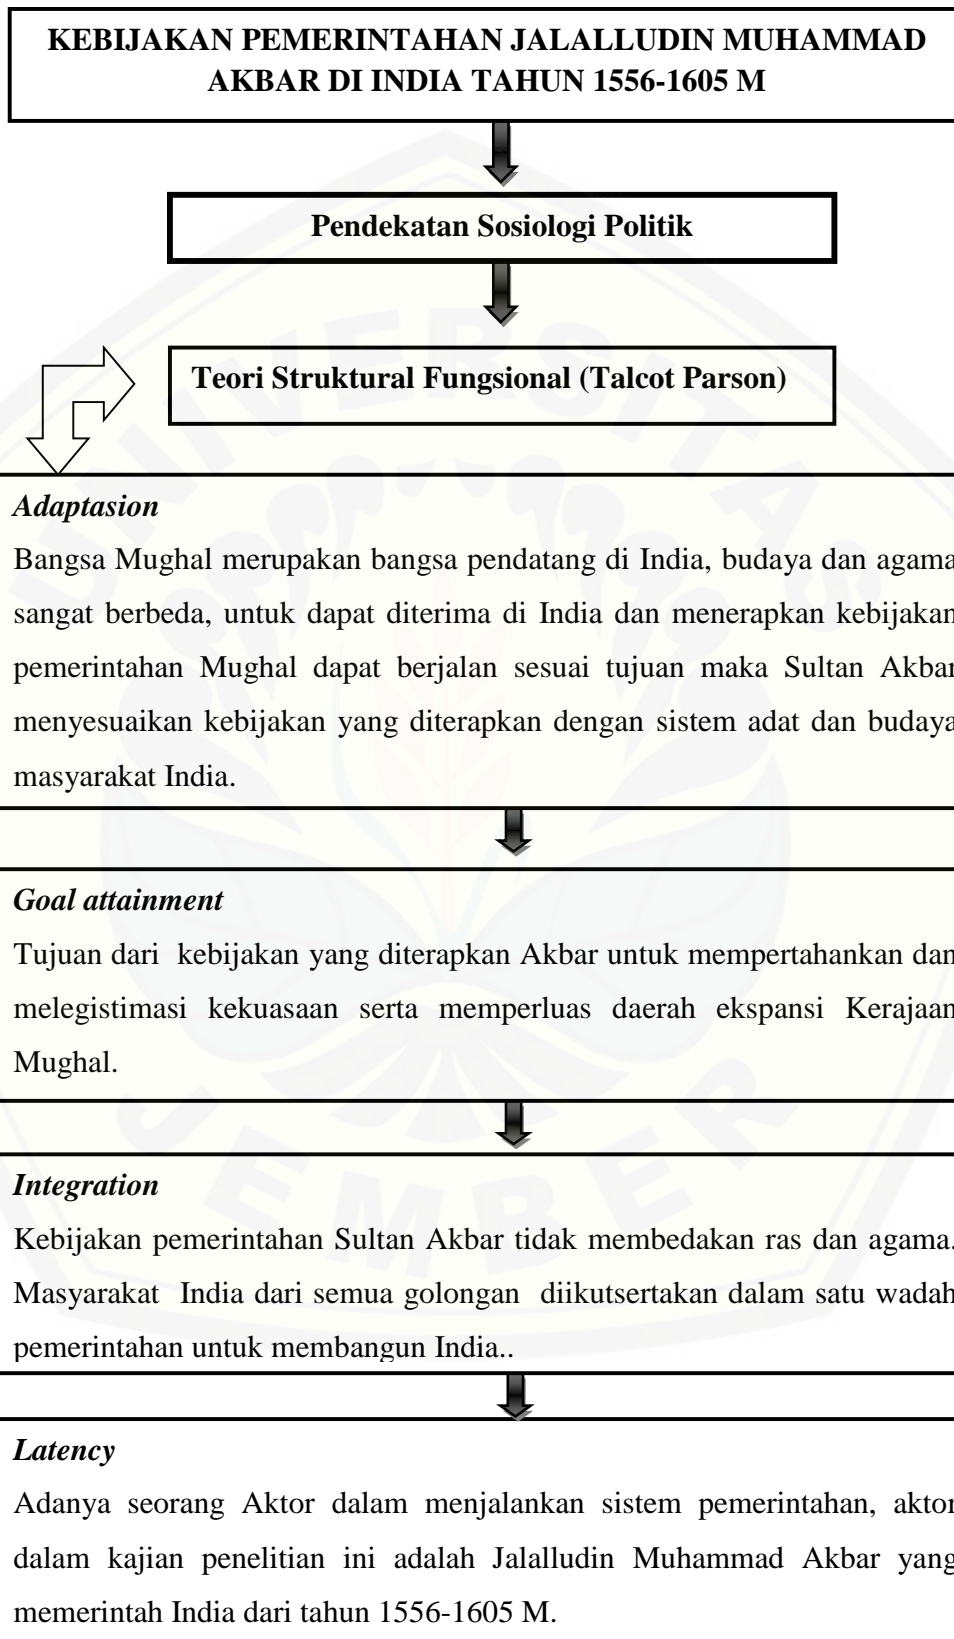 KEBIJAKAN PEMERINTAHAN JALALLUDIN MUHAMMAD
AKBAR DI INDIA TAHUN 1556-1605 M
Pendekatan Sosiologi Politik
Teori Struktural Fungsional (Talcot Parson)
Adaptasion
Bangsa Mughal merupakan bangsa pendatang di India, budaya dan agama
sangat berbeda, untuk dapat diterima di India dan menerapkan kebijakan
pemerintahan Mughal dapat berjalan sesuai tujuan maka Sultan Akbar
menyesuaikan kebijakan yang diterapkan dengan sistem adat dan budaya
masyarakat India.
Goal attainment
Tujuan dari kebijakan yang diterapkan Akbar untuk mempertahankan dan
melegistimasi kekuasaan serta memperluas daerah ekspansi Kerajaan
Mughal.
Integration
Kebijakan pemerintahan Sultan Akbar tidak membedakan ras dan agama.
Masyarakat India dari semua golongan diikutsertakan dalam satu wadah
pemerintahan untuk membangun India..
Latency
Adanya seorang Aktor dalam menjalankan sistem pemerintahan, aktor
dalam kajian penelitian ini adalah Jalalludin Muhammad Akbar yang
memerintah India dari tahun 1556-1605 M.
UNIVERSITAS
JEMBER